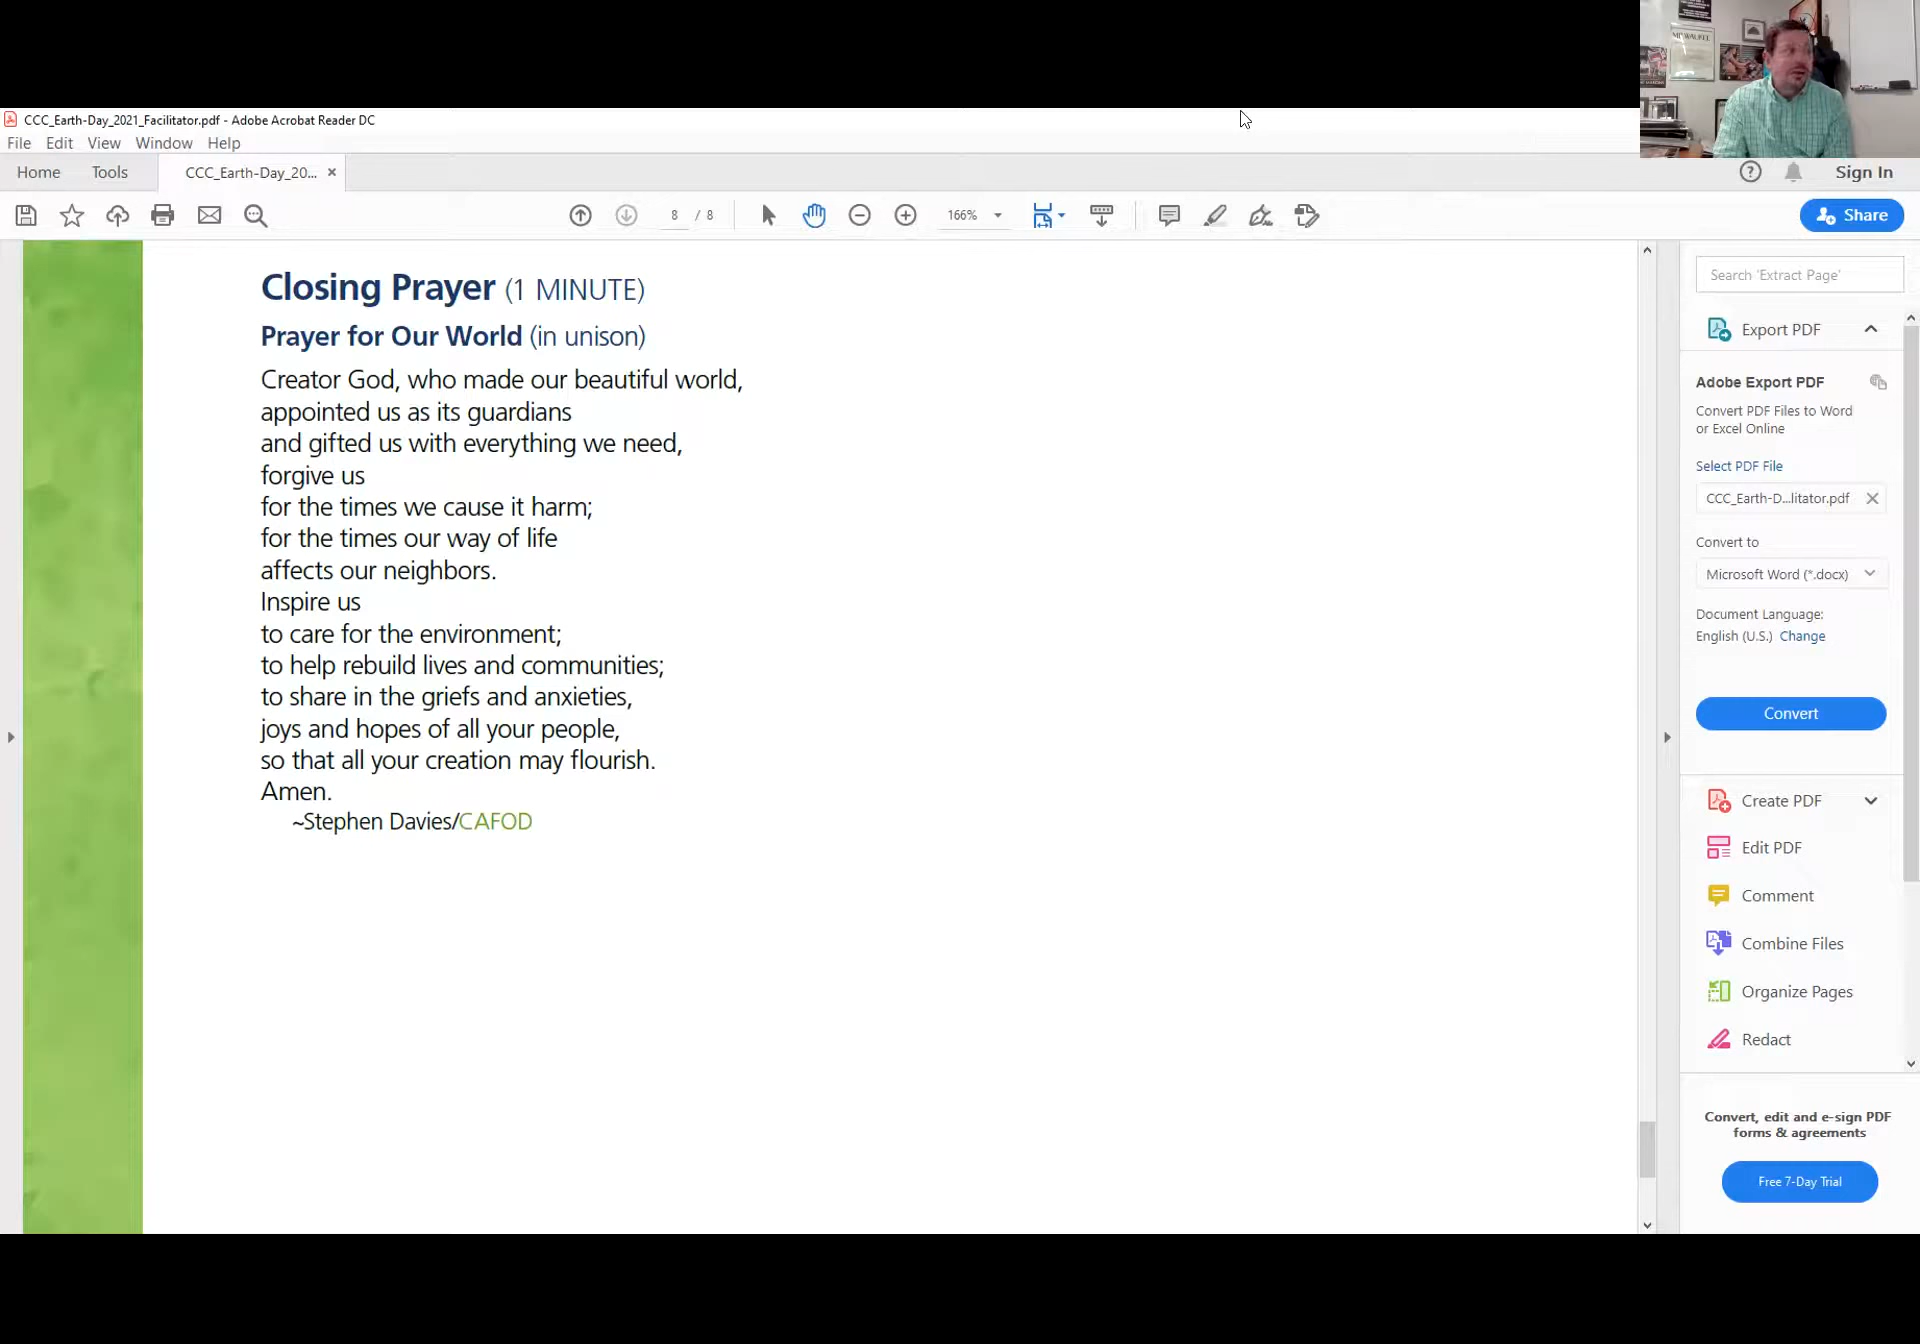 MILWAUKEE
CCC_Earth-Day_2021_Facilitator.pdf - Adobe Acrobat Reader DC
File Edit View Window Help
Home Tools CCC_Earth-Day_20... × Sign In
8 / 8 166% Share
Closing Prayer (1 MINUTE)
Prayer for Our World (in unison)
Creator God, who made our beautiful world,
appointed us as its guardians
and gifted us with everything we need,
forgive us
for the times we cause it harm;
for the times our way of life
affects our neighbors.
Inspire us
to care for the environment;
to help rebuild lives and communities;
to share in the griefs and anxieties,
joys and hopes of all your people,
so that all your creation may flourish.
Amen.
~Stephen Davies/CAFOD
Search 'Extract Page'
Export PDF
Adobe Export PDF
Convert PDF Files to Word
or Excel Online
Select PDF File
CCC_Earth-D...litator.pdf
Convert to
Microsoft Word (*.docx)
Document Language:
English (U.S.) Change
Convert
Create PDF
Edit PDF
Comment
Combine Files
Organize Pages
Redact
Convert, edit and e-sign PDF
forms & agreements
Free 7-Day Trial